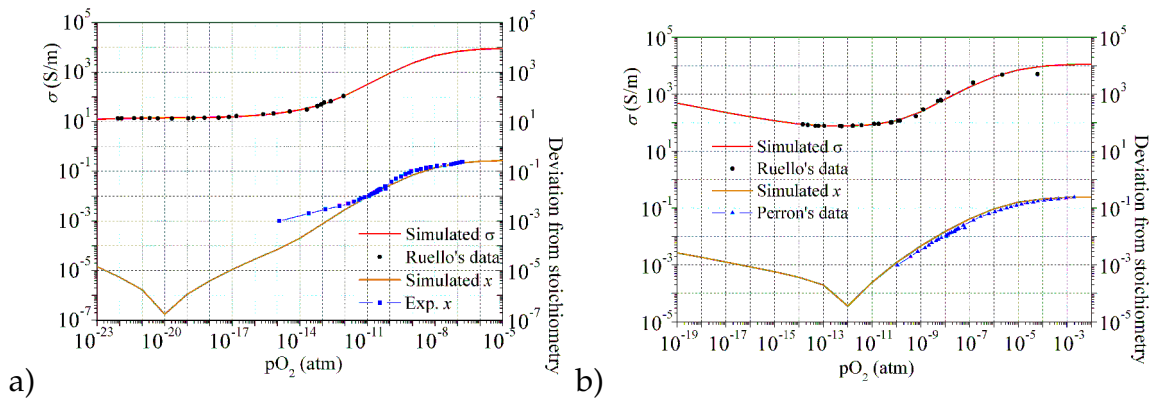 a)
σ (S/m)
10^5
10^3
10^1
10^-1
10^-3
10^-5
10^-7
10^-23
10^-20
10^-17
10^-14
10^-11
10^-8
10^-5
pO2 (atm)
10^5
10^3
10^1
10^-1
10^-3
10^-5
10^-7
Deviation from stoichiometry
Simulated σ
Ruello's data
Simulated x
Exp. x
b)
σ (S/m)
10^5
10^3
10^1
10^-1
10^-3
10^-5
10^-19
10^-17
10^-15
10^-13
10^-11
10^-9
10^-7
10^-5
10^-3
pO2 (atm)
10^5
10^3
10^1
10^-1
10^-3
10^-5
Deviation from stoichiometry
Simulated σ
Ruello's data
Simulated x
Perron's data